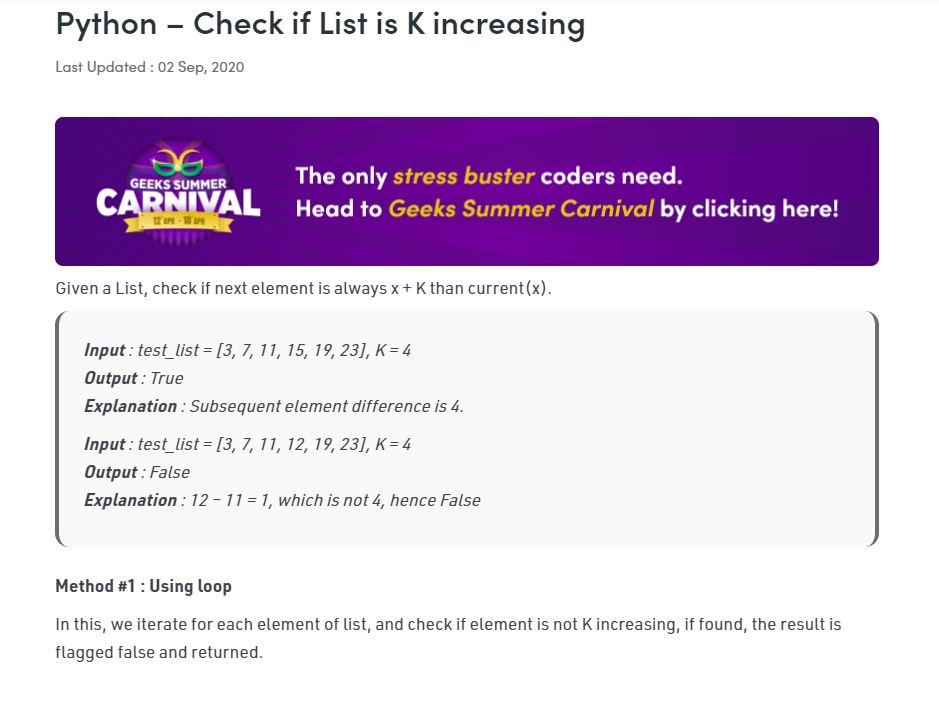 Python – Check if List is K increasing
Last Updated : 02 Sep, 2020
GEEKS SUMMER
CARNIVAL
12 APR - 18 APR
The only stress buster coders need.
Head to Geeks Summer Carnival by clicking here!
Given a List, check if next element is always x + K than current(x).
Input : test_list = [3, 7, 11, 15, 19, 23], K = 4
Output : True
Explanation : Subsequent element difference is 4.
Input : test_list = [3, 7, 11, 12, 19, 23], K = 4
Output : False
Explanation : 12 – 11 = 1, which is not 4, hence False
Method #1 : Using loop
In this, we iterate for each element of list, and check if element is not K increasing, if found, the result is
flagged false and returned.